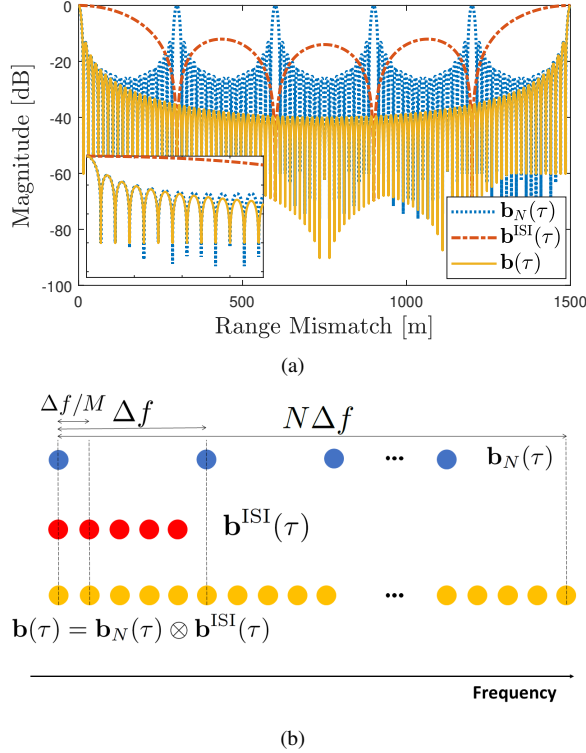 0
-20
-40
-60
-80
-100
Magnitude [dB]
0 500 1000 1500
Range Mismatch [m]
b_N(τ)
b^ISI(τ)
b(τ)
(a)
Δf/M
Δf
NΔf
··· b_N(τ)
b^ISI(τ)
···
b(τ) = b_N(τ) ⊗ b^ISI(τ)
Frequency
(b)